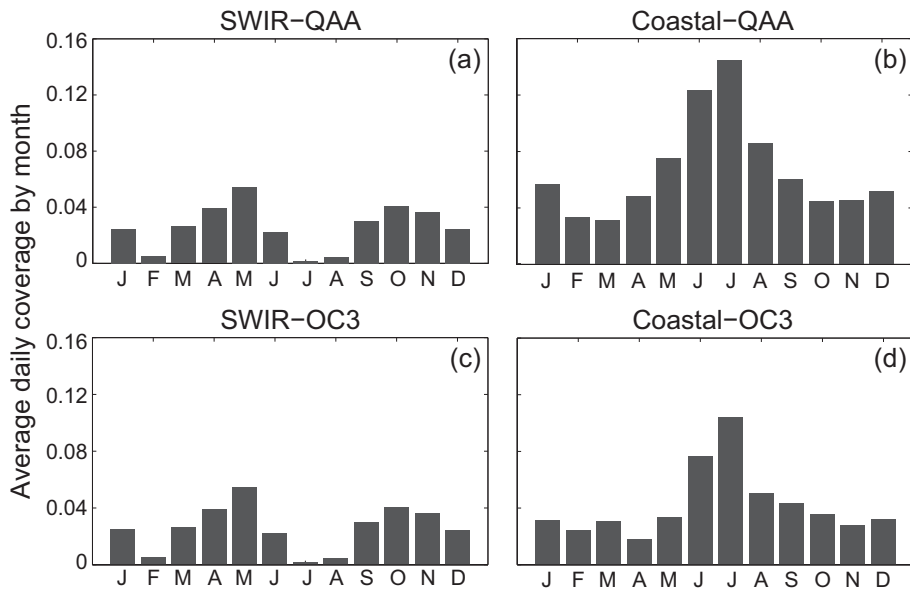 SWIR−QAA
Coastal−QAA
Average daily coverage by month
0.16
0.12
0.08
0.04
0
(a)
(b)
J F M A M J J A S O N D
J F M A M J J A S O N D
SWIR−OC3
Coastal−OC3
0.16
0.12
0.08
0.04
0
(c)
(d)
J F M A M J J A S O N D
J F M A M J J A S O N D